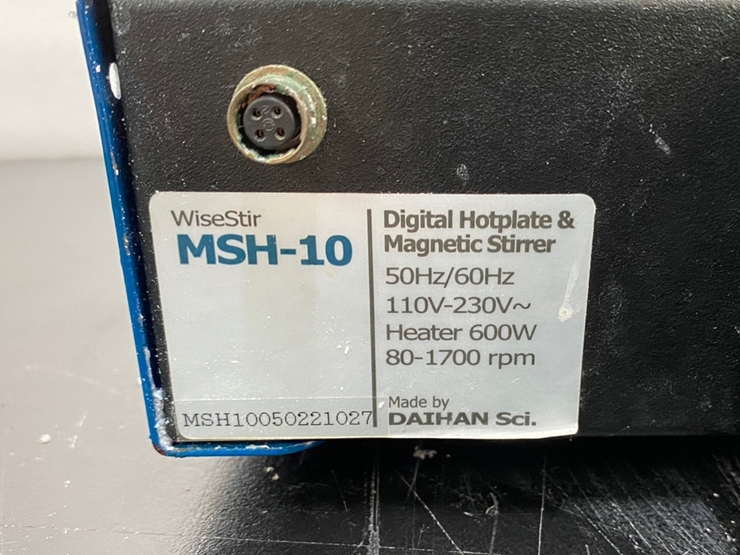 WiseStir
MSH-10
MSH10050221027
Digital Hotplate &
Magnetic Stirrer
50Hz/60Hz
110V-230V~
Heater 600W
80-1700 rpm
Made by
DAIHAN Sci.